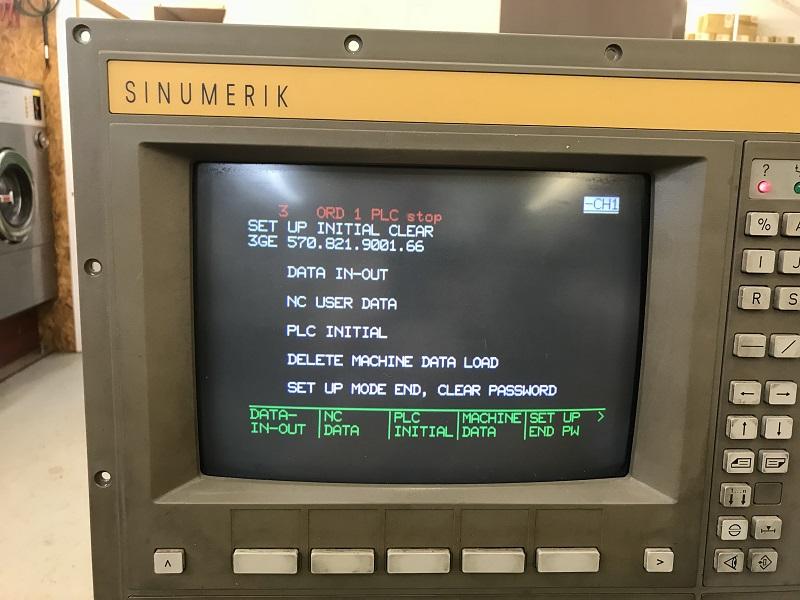 SINUMERIK
3 ORD 1 PLC stop
-CH1
SET UP INITIAL CLEAR
3GE 570.821.9001.66
DATA IN-OUT
NC USER DATA
PLC INITIAL
DELETE MACHINE DATA LOAD
SET UP MODE END, CLEAR PASSWORD
DATA- NC PLC MACHINE SET UP >
IN-OUT DATA INITIAL DATA END PW
?
% A
I J
R S
/
← →
↑ ↓
1...n
^ >